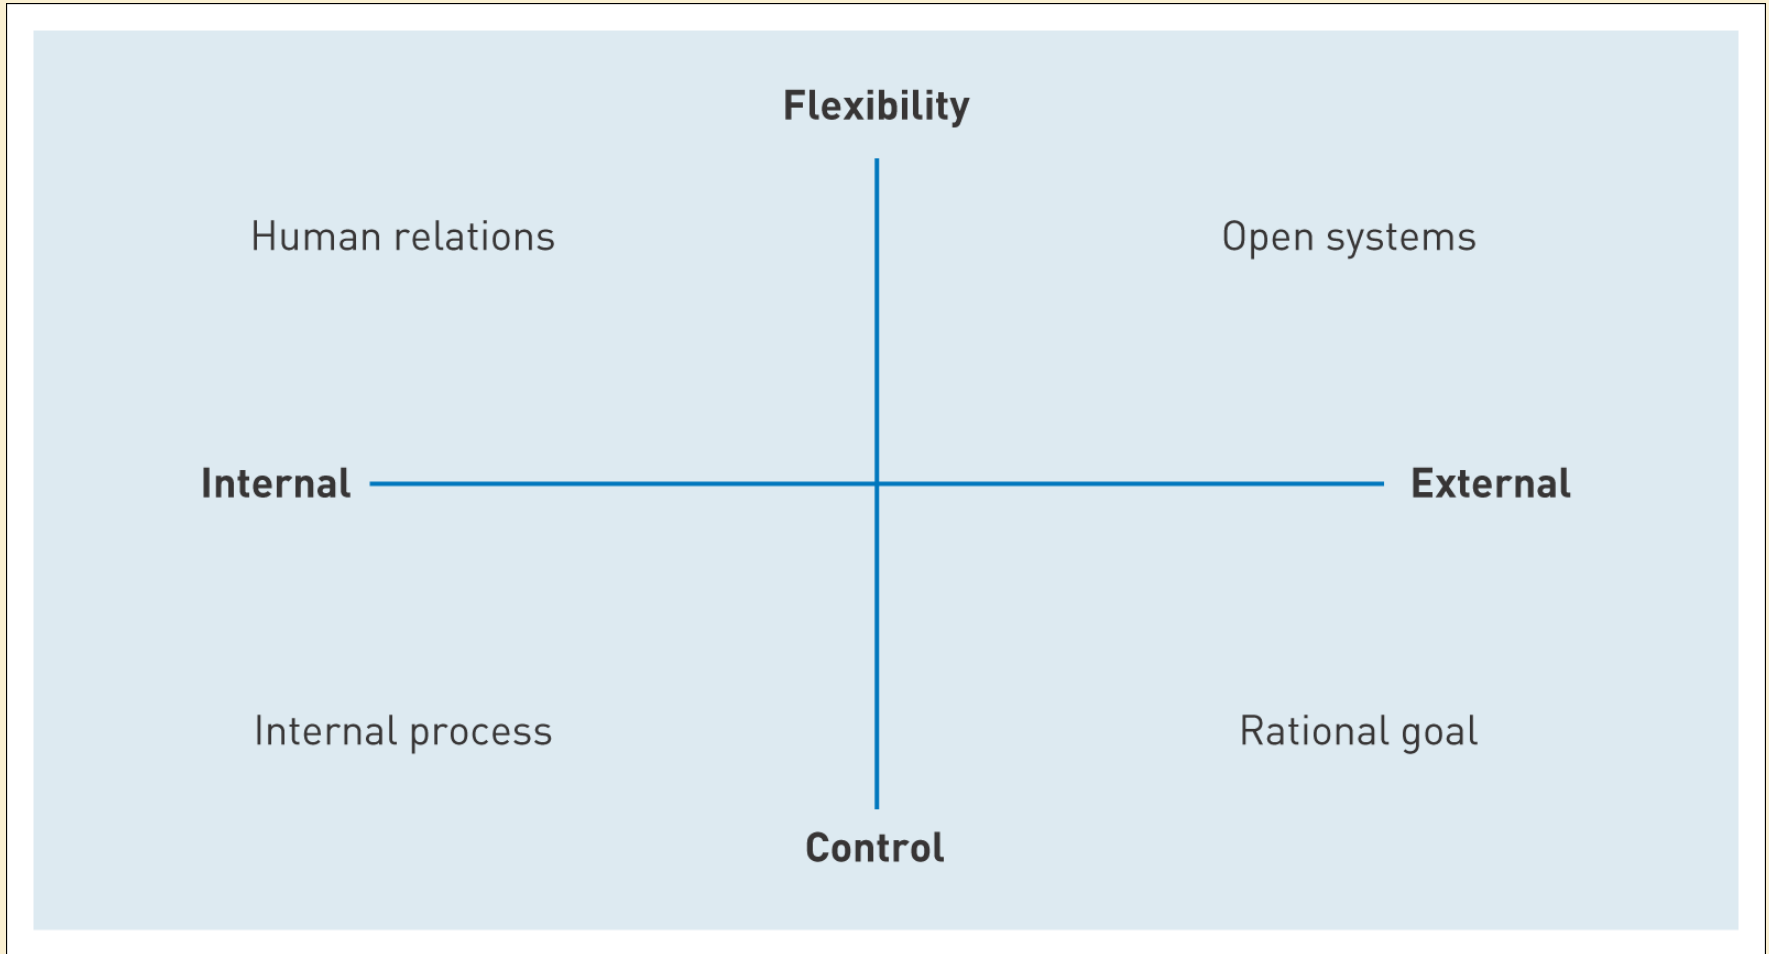 Flexibility
Human relations
Open systems
Internal
External
Internal process
Rational goal
Control